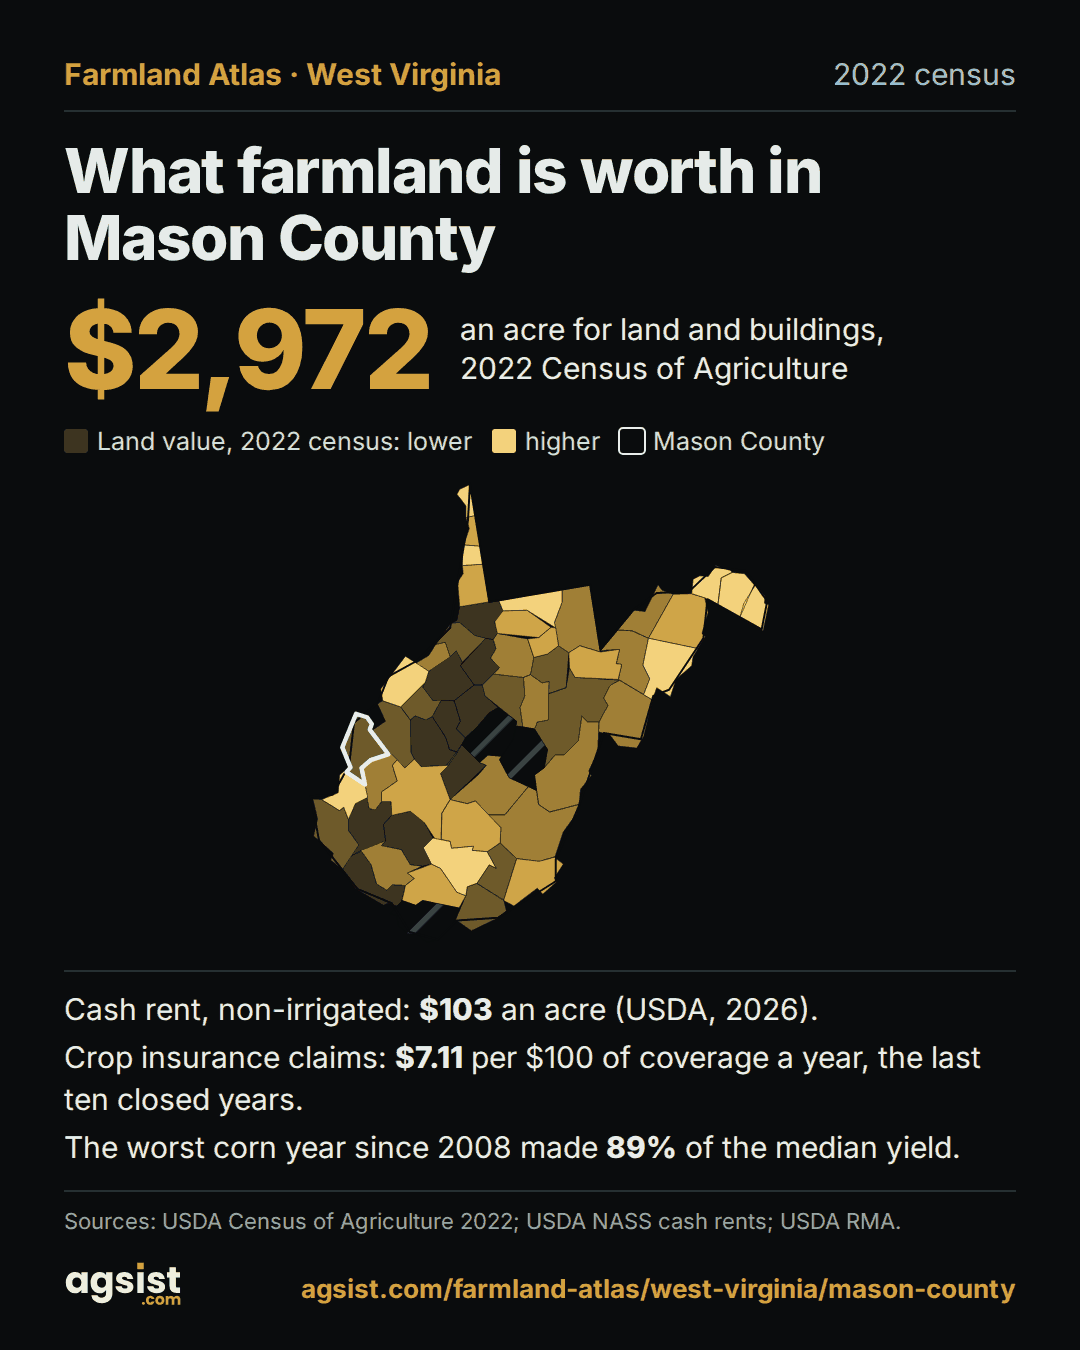 Farmland Atlas · West Virginia
2022 census
What farmland is worth in
Mason County
$2,972
an acre for land and buildings,
2022 Census of Agriculture
Land value, 2022 census: lower
higher
Mason County
Cash rent, non-irrigated: $103 an acre (USDA, 2026).
Crop insurance claims: $7.11 per $100 of coverage a year, the last
ten closed years.
The worst corn year since 2008 made 89% of the median yield.
Sources: USDA Census of Agriculture 2022; USDA NASS cash rents; USDA RMA.
agsist
.com
agsist.com/farmland-atlas/west-virginia/mason-county